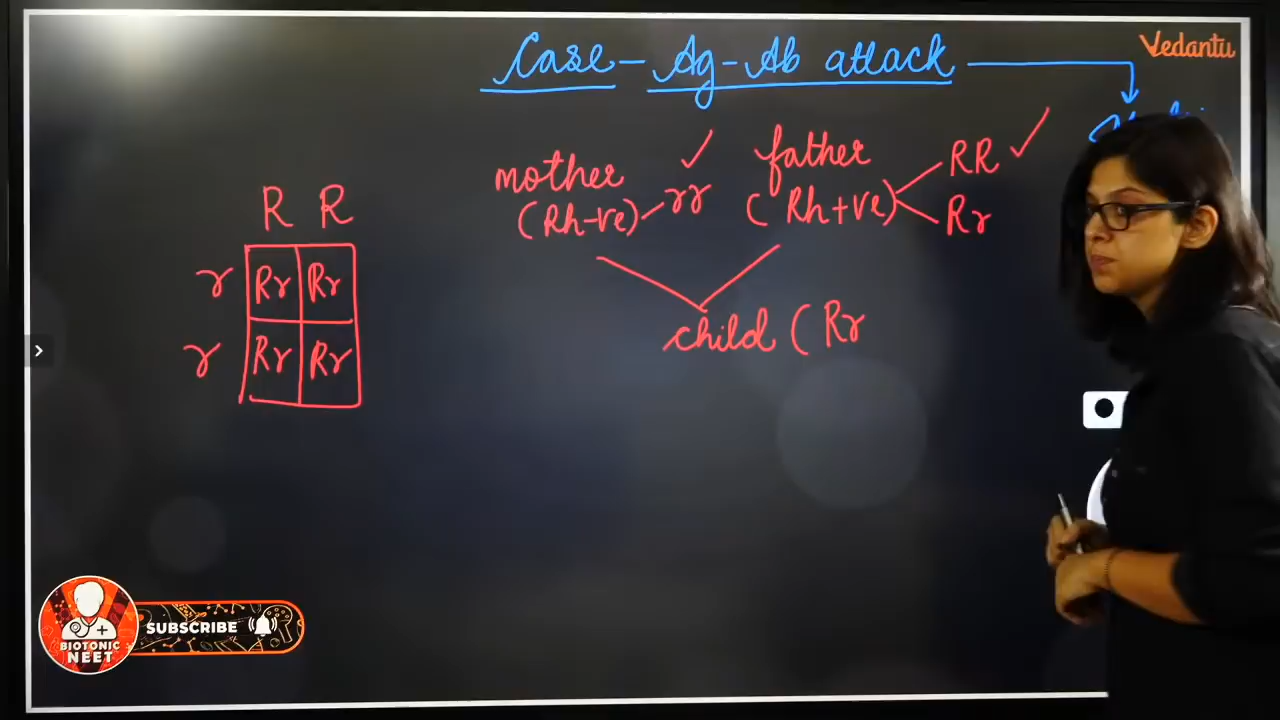 Case - Ag - Ab attack
Vedantu
mother
(Rh-ve)
rr
father
(Rh+ve)
RR
Rr
child (Rr
R R
r Rr Rr
r Rr Rr
SUBSCRIBE
BIOTONIC
NEET